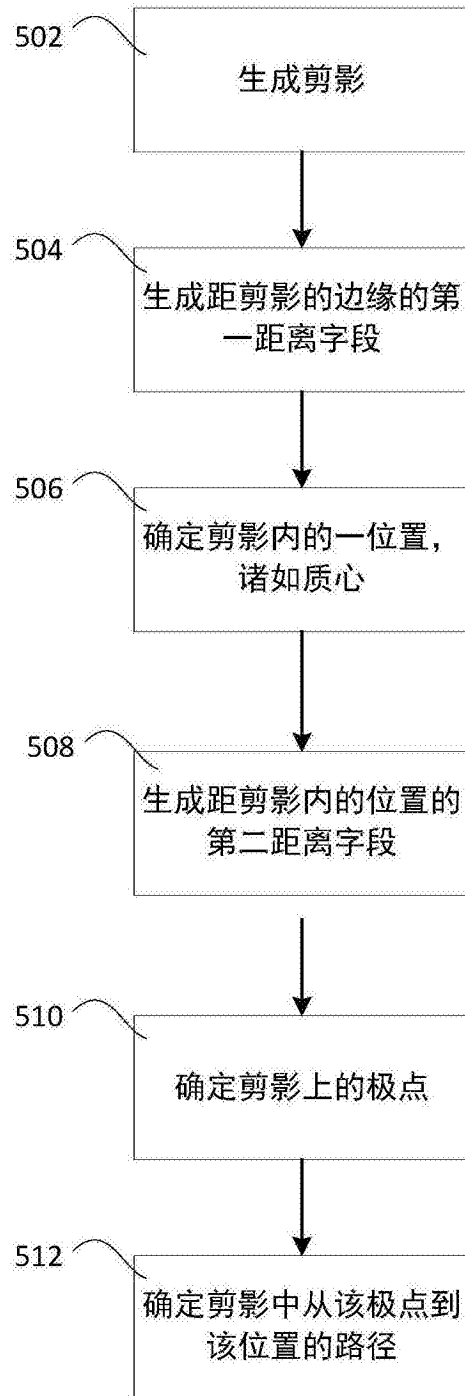 502
生成剪影
504
生成距剪影的边缘的第
一距离字段
506
确定剪影内的一位置，
诸如质心
508
生成距剪影内的位置的
第二距离字段
510
确定剪影上的极点
512
确定剪影中从该极点到
该位置的路径